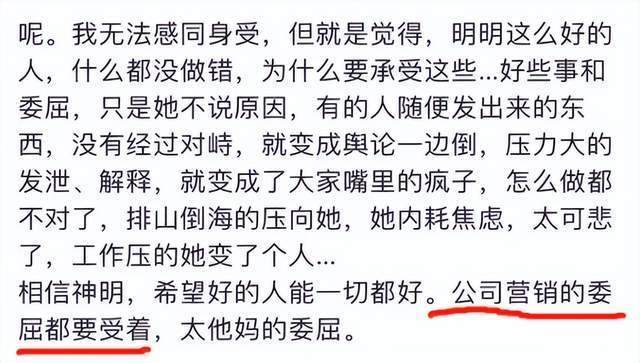 呢。我无法感同身受，但就是觉得，明明这么好的
人，什么都没做错，为什么要承受这些...好些事和
委屈，只是她不说原因，有的人随便发出来的东
西，没有经过对峙，就变成舆论一边倒，压力大的
发泄、解释，就变成了大家嘴里的疯子，怎么做都
不对了，排山倒海的压向她，她内耗焦虑，太可悲
了，工作压的她变了个人...
相信神明，希望好的人能一切都好。公司营销的委
屈都要受着，太他妈的委屈。